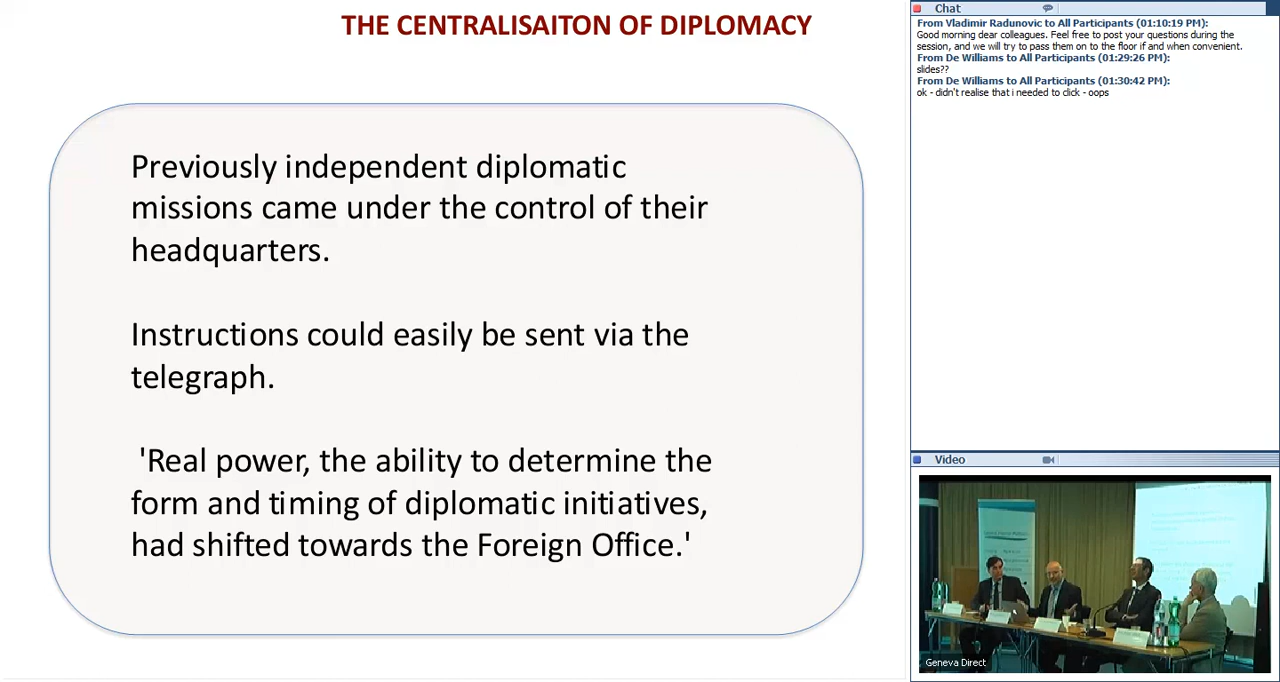 THE CENTRALISAITON OF DIPLOMACY
Previously independent diplomatic
missions came under the control of their
headquarters.
Instructions could easily be sent via the
telegraph.
'Real power, the ability to determine the
form and timing of diplomatic initiatives,
had shifted towards the Foreign Office.'
Chat
From Vladimir Radunovic to All Participants (01:10:19 PM):
Good morning dear colleagues. Feel free to post your questions during the
session, and we will try to pass them on to the floor if and when convenient.
From De Williams to All Participants (01:29:26 PM):
slides??
From De Williams to All Participants (01:30:42 PM):
ok - didn't realise that i needed to click - oops
Video
Geneva Direct